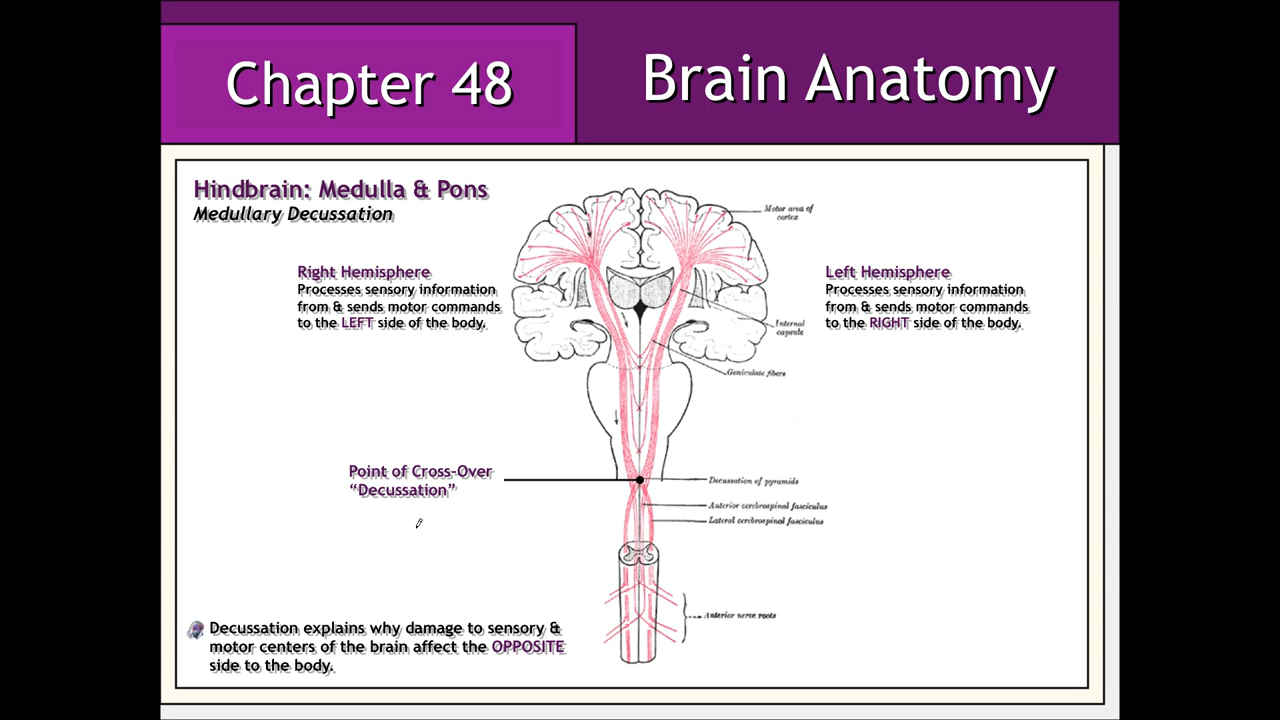 Chapter 48
Brain Anatomy
Hindbrain: Medulla & Pons
Medullary Decussation
Motor area of
cortex
Right Hemisphere
Processes sensory information
from & sends motor commands
to the LEFT side of the body.
Left Hemisphere
Processes sensory information
from & sends motor commands
to the RIGHT side of the body.
Internal
capsule
Geniculate fibers
Point of Cross-Over
“Decussation”
Decussation of pyramids
Anterior cerebrospinal fasciculus
Lateral cerebrospinal fasciculus
Anterior nerve roots
Decussation explains why damage to sensory &
motor centers of the brain affect the OPPOSITE
side to the body.